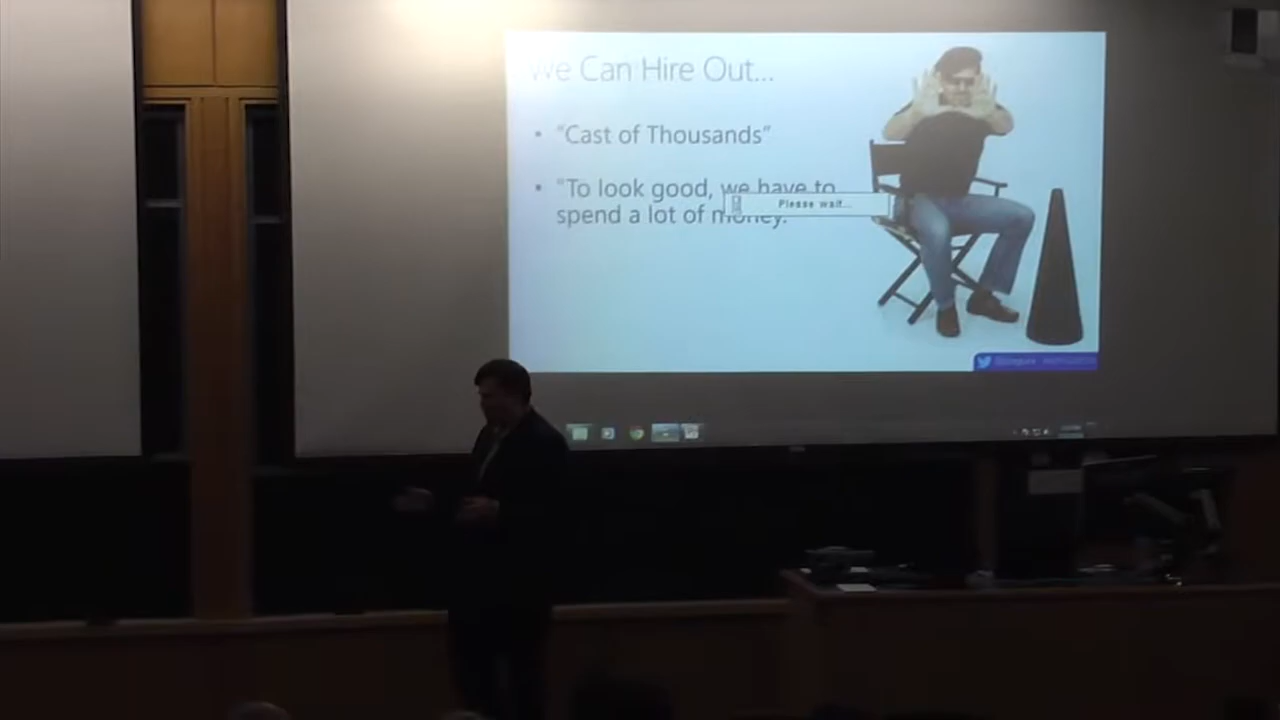 We Can Hire Out...
• "Cast of Thousands"
• "To look good, we have to
spend a lot of money.
Please wait...